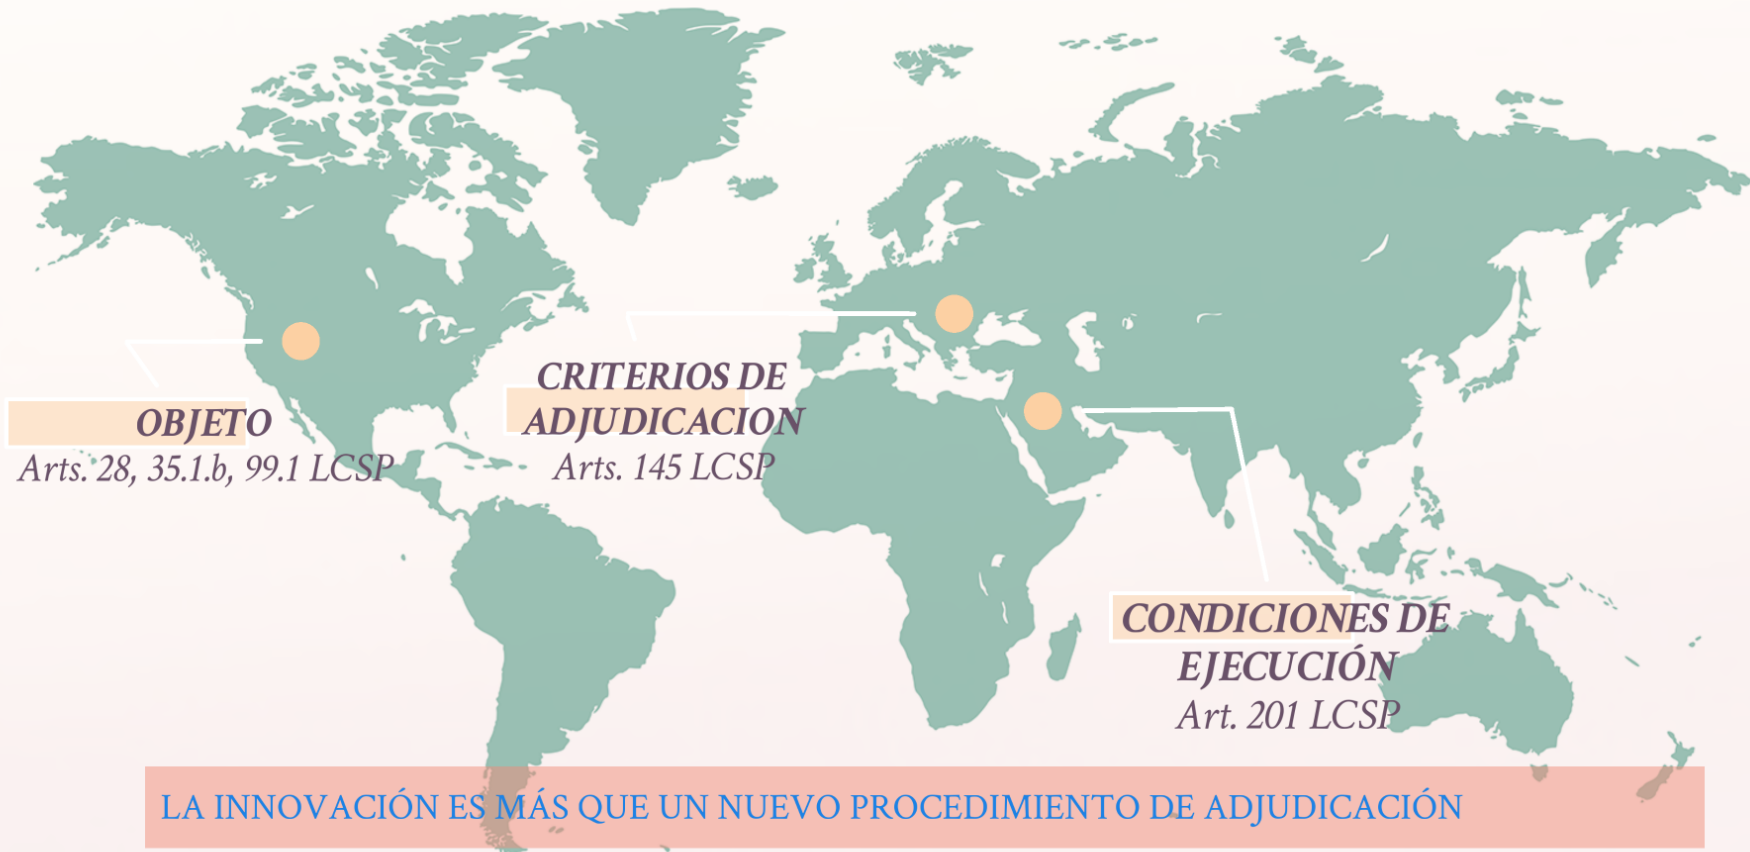 OBJETO
Arts. 28, 35.1.b, 99.1 LCSP
CRITERIOS DE
ADJUDICACION
Arts. 145 LCSP
CONDICIONES DE
EJECUCIÓN
Art. 201 LCSP
LA INNOVACIÓN ES MÁS QUE UN NUEVO PROCEDIMIENTO DE ADJUDICACIÓN